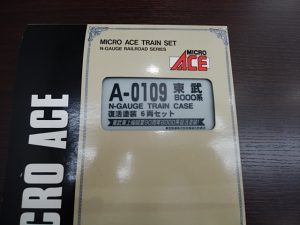 MICRO ACE TRAIN SET
N-GAUGE RAILROAD SERIES
MICRO
ACE
A-0109 東武
8000系
N-GAUGE TRAIN CASE
復活塗装 6両セット
MICRO ACE